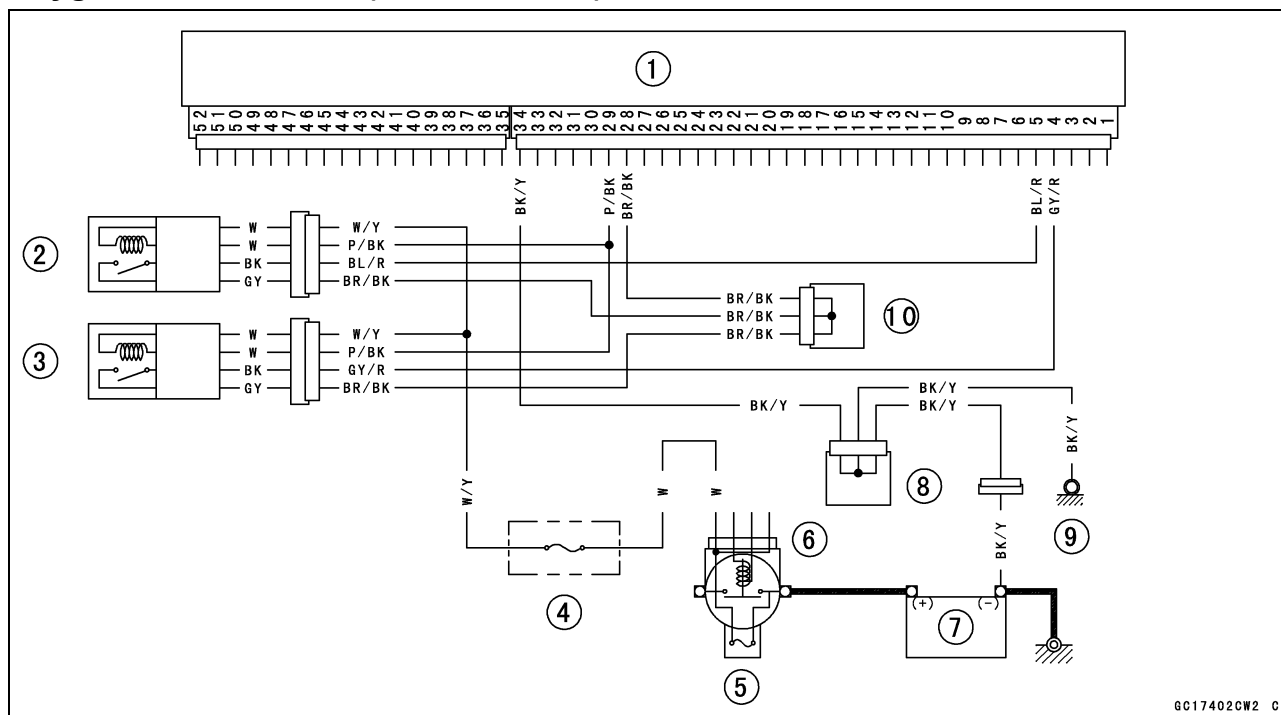 1
52 51 50 49 48 47 46 45 44 43 42 41 40 39 38 37 36 35 34 33 32 31 30 29 28 27 26 25 24 23 22 21 20 19 18 17 16 15 14 13 12 11 10 9 8 7 6 5 4 3 2 1
BK/Y P/BK BR/BK BL/R GY/R
2
W W/Y
W P/BK
BK BL/R
GY BR/BK
BR/BK
BR/BK
BR/BK
10
3
W W/Y
W P/BK
BK GY/R
GY BR/BK
BK/Y
BK/Y
BK/Y
BK/Y
W/Y
W
W
8
BK/Y
9
6
4
(+) (-)
7
5
GC17402CW2 C